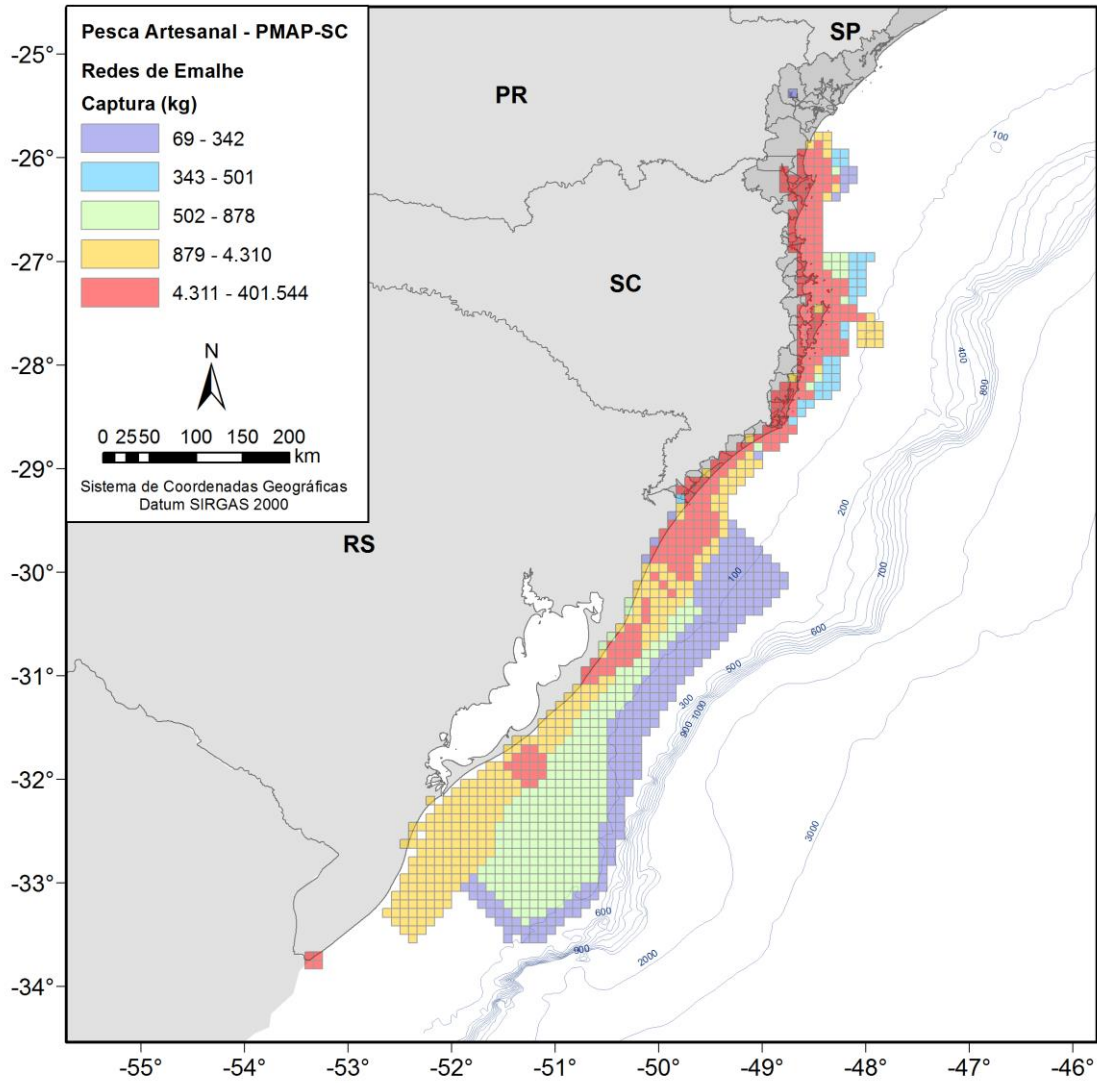 Pesca Artesanal - PMAP-SC
Redes de Emalhe
Captura (kg)
69 - 342
343 - 501
502 - 878
879 - 4.310
4.311 - 401.544
N
0 25 50 100 150 200
km
Sistema de Coordenadas Geográficas
Datum SIRGAS 2000
SP
PR
SC
RS
100
400
800
200
700
100
600
500
300
1000
900
3000
600
900
2000
-25°
-26°
-27°
-28°
-29°
-30°
-31°
-32°
-33°
-34°
-55° -54° -53° -52° -51° -50° -49° -48° -47° -46°